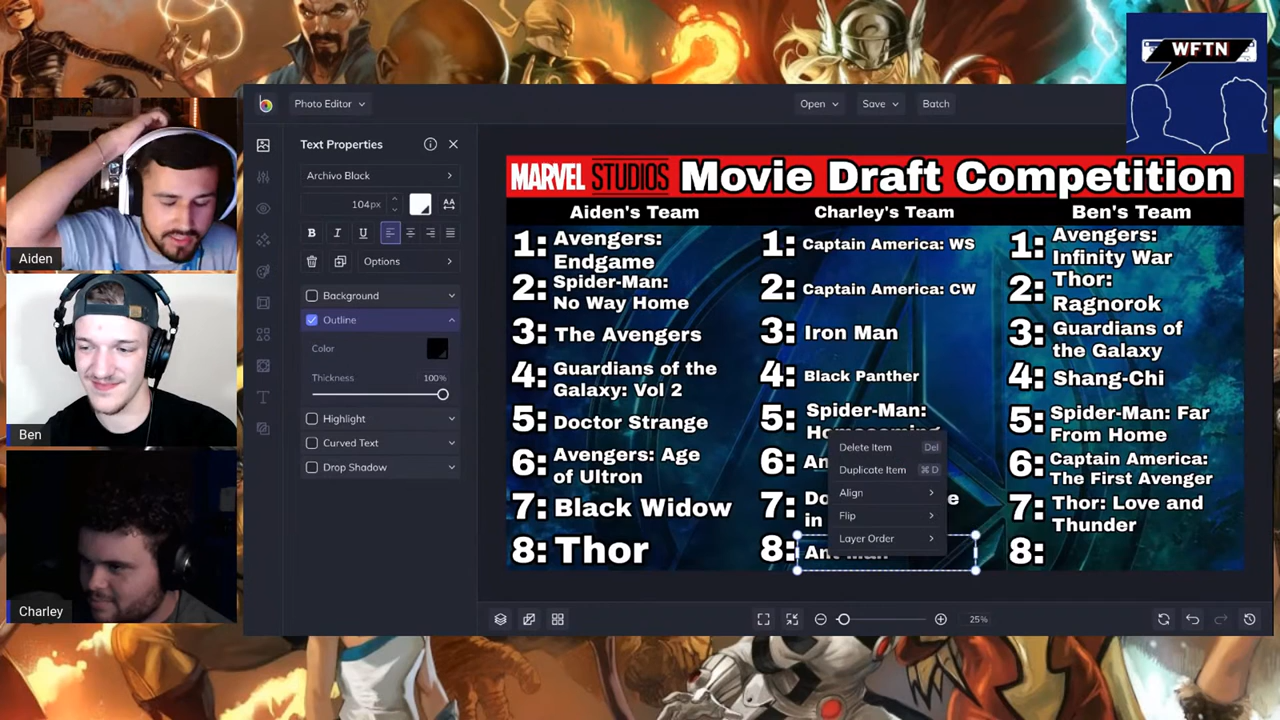 WFTN
Photo Editor
Open
Save
Batch
Text Properties
Archivo Block
104px
AA
B
I
U
Options
Background
Outline
Color
Thickness
100%
Highlight
Curved Text
Drop Shadow
MARVEL STUDIOS Movie Draft Competition
Aiden's Team
1: Avengers:
Endgame
2: Spider-Man:
No Way Home
3: The Avengers
4: Guardians of the
Galaxy: Vol 2
5: Doctor Strange
6: Avengers: Age
of Ultron
7: Black Widow
8: Thor
Charley's Team
1: Captain America: WS
2: Captain America: CW
3: Iron Man
4: Black Panther
5: Spider-Man:
Homecoming
6:
7:
in
8: Ant-Man
Delete Item Del
Duplicate Item ⌘ D
Align
Flip
Layer Order
Ben's Team
1: Avengers:
Infinity War
2: Thor:
Ragnorok
3: Guardians of
the Galaxy
4: Shang-Chi
5: Spider-Man: Far
From Home
6: Captain America:
The First Avenger
7: Thor: Love and
Thunder
8:
25%
Aiden
Ben
Charley